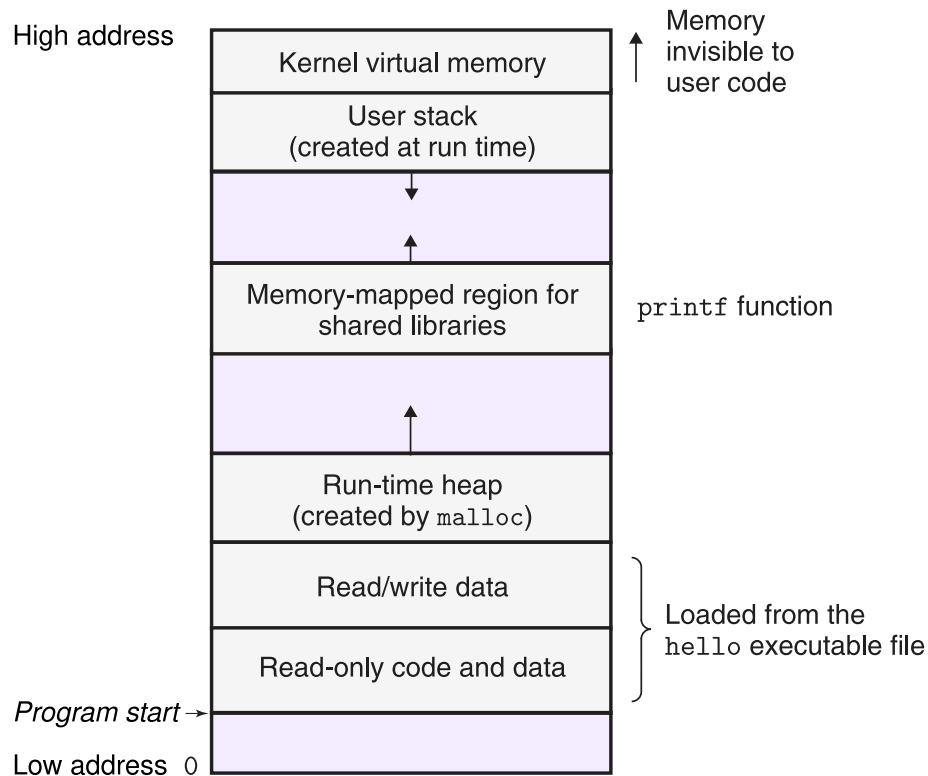 High address
Memory
invisible to
user code
Kernel virtual memory
User stack
(created at run time)
Memory-mapped region for
shared libraries
printf function
Run-time heap
(created by malloc)
Read/write data
Loaded from the
hello executable file
Read-only code and data
Program start
Low address 0